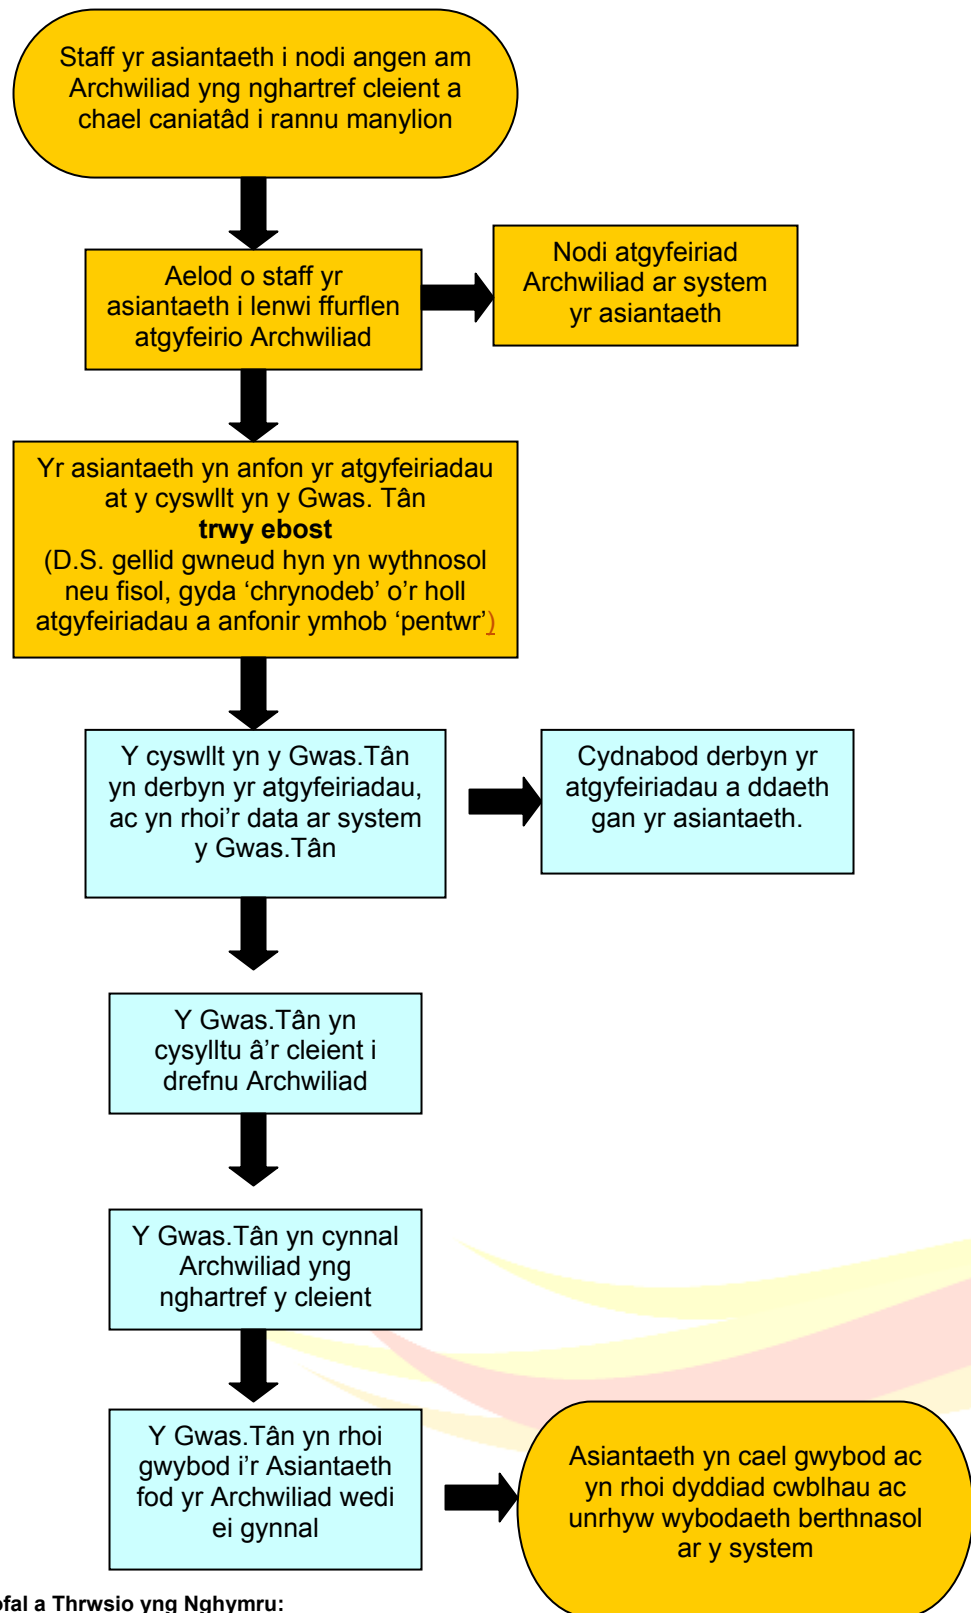 Staff yr asiantaeth i nodi angen am
Archwiliad yng nghartref cleient a
chael caniatâd i rannu manylion
Aelod o staff yr
asiantaeth i lenwi ffurflen
atgyfeirio Archwiliad
Nodi atgyfeiriad
Archwiliad ar system
yr asiantaeth
Yr asiantaeth yn anfon yr atgyfeiriadau
at y cyswllt yn y Gwas. Tân
trwy ebost
(D.S. gellid gwneud hyn yn wythnosol
neu fisol, gyda ‘chrynodeb’ o’r holl
atgyfeiriadau a anfonir ymhob ‘pentwr’)
Y cyswllt yn y Gwas.Tân
yn derbyn yr atgyfeiriadau,
ac yn rhoi’r data ar system
y Gwas.Tân
Cydnabod derbyn yr
atgyfeiriadau a ddaeth
gan yr asiantaeth.
Y Gwas.Tân yn
cysylltu â’r cleient i
drefnu Archwiliad
Y Gwas.Tân yn cynnal
Archwiliad yng
nghartref y cleient
Y Gwas.Tân yn rhoi
gwybod i’r Asiantaeth
fod yr Archwiliad wedi
ei gynnal
Asiantaeth yn cael gwybod ac
yn rhoi dyddiad cwblhau ac
unrhyw wybodaeth berthnasol
ar y system
ofal a Thrwsio yng Nghymru: